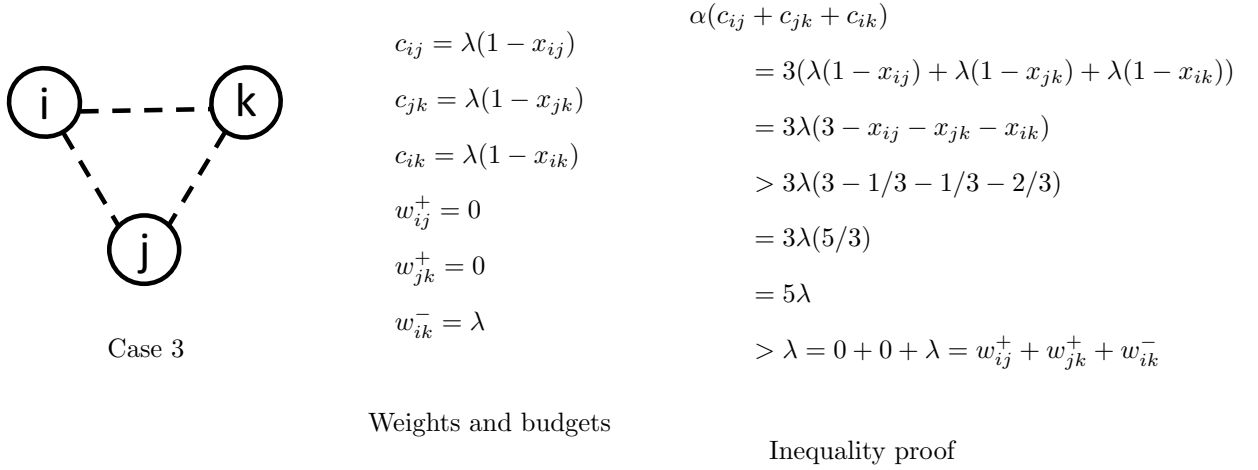 i
k
j
Case 3
c_{ij} = λ(1 − x_{ij})
c_{jk} = λ(1 − x_{jk})
c_{ik} = λ(1 − x_{ik})
w^+_{ij} = 0
w^+_{jk} = 0
w^-_{ik} = λ
Weights and budgets
α(c_{ij} + c_{jk} + c_{ik})
= 3(λ(1 − x_{ij}) + λ(1 − x_{jk}) + λ(1 − x_{ik}))
= 3λ(3 − x_{ij} − x_{jk} − x_{ik})
> 3λ(3 − 1/3 − 1/3 − 2/3)
= 3λ(5/3)
= 5λ
> λ = 0 + 0 + λ = w^+_{ij} + w^+_{jk} + w^-_{ik}
Inequality proof